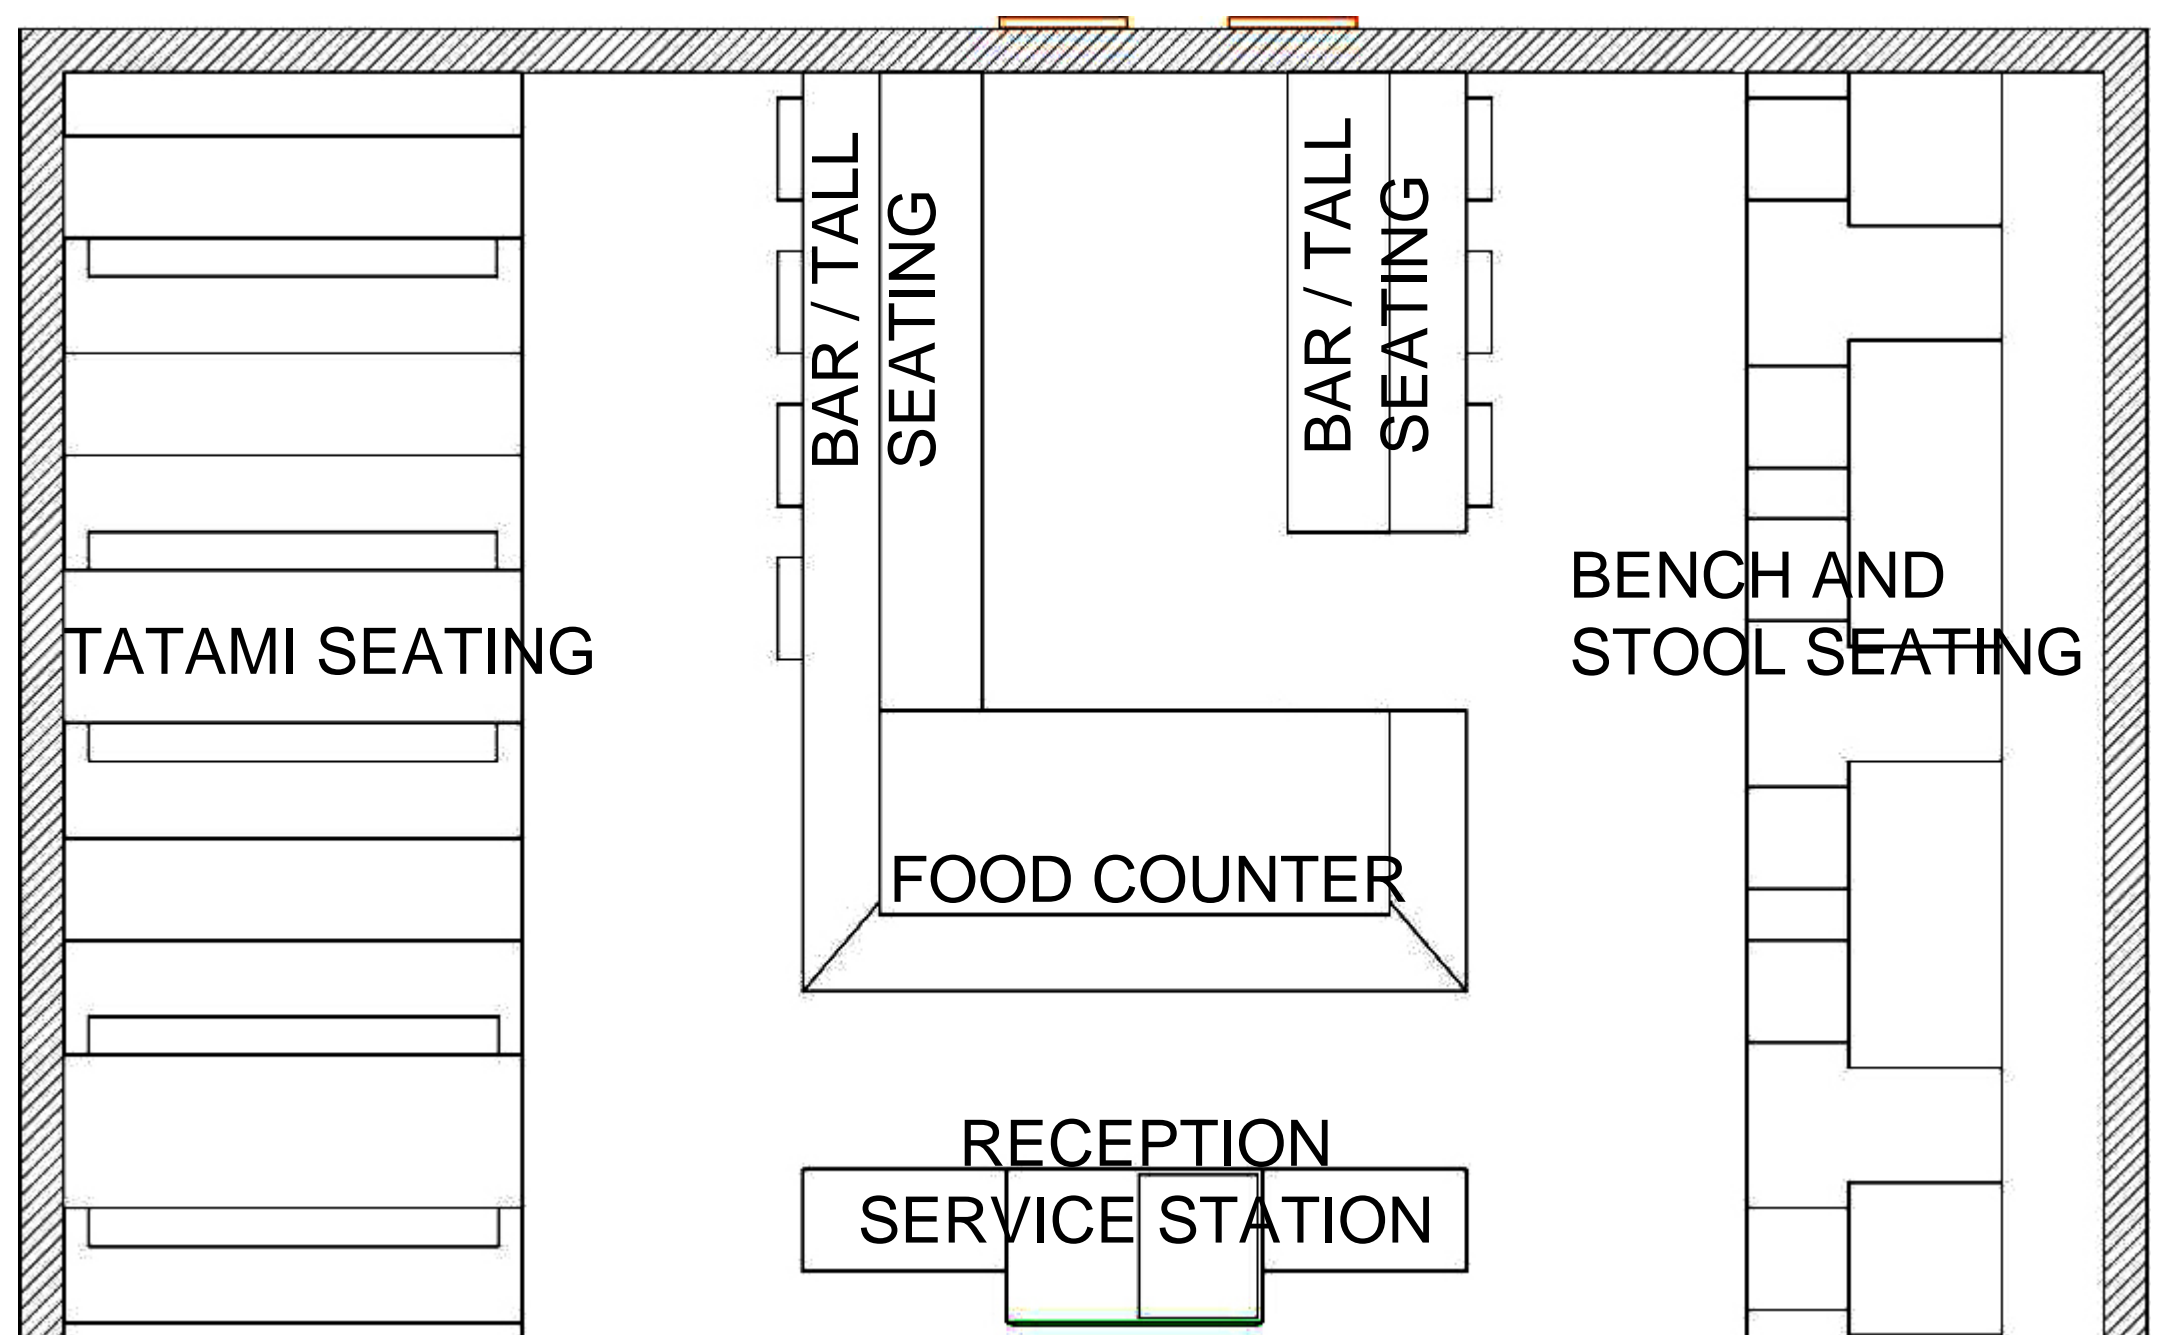 BAR / TALL
SEATING
BAR / TALL
SEATING
TATAMI SEATING
BENCH AND
STOOL SEATING
FOOD COUNTER
RECEPTION
SERVICE STATION